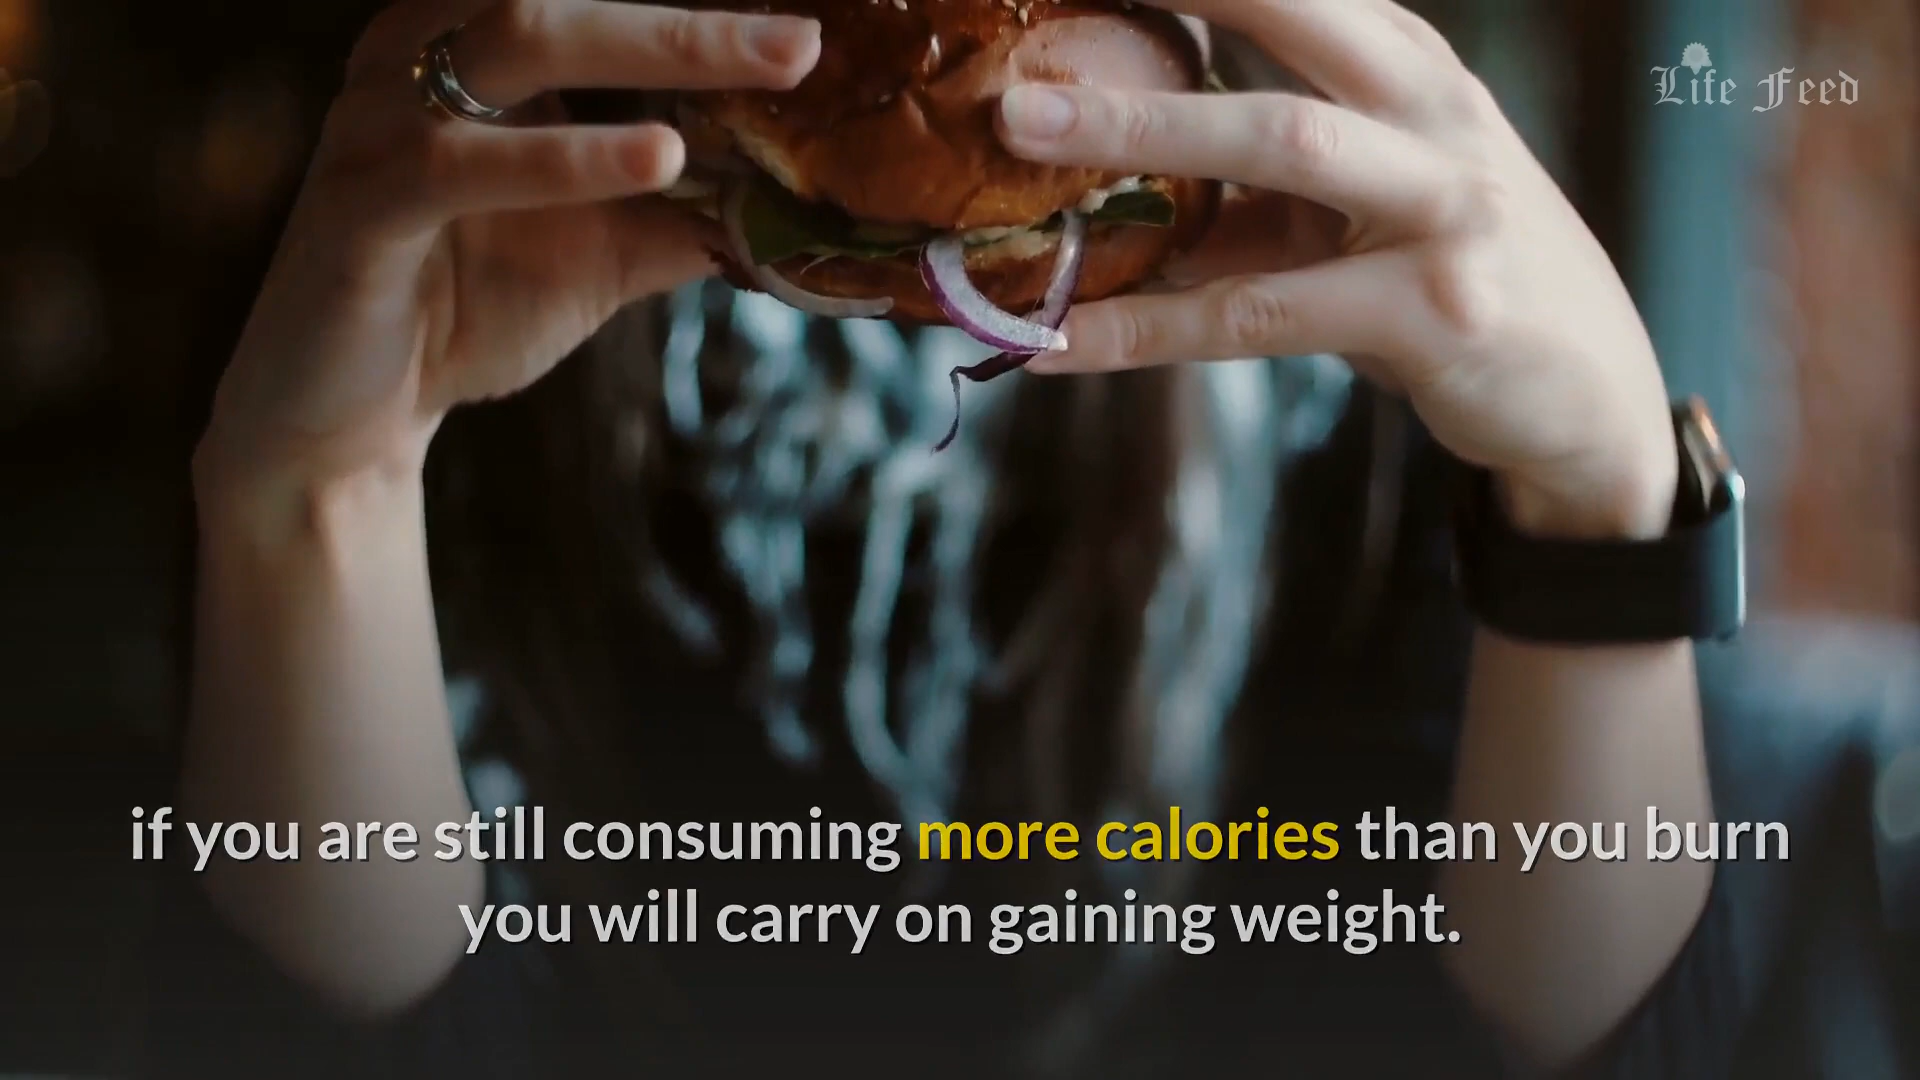 Life Feed
if you are still consuming more calories than you burn
you will carry on gaining weight.